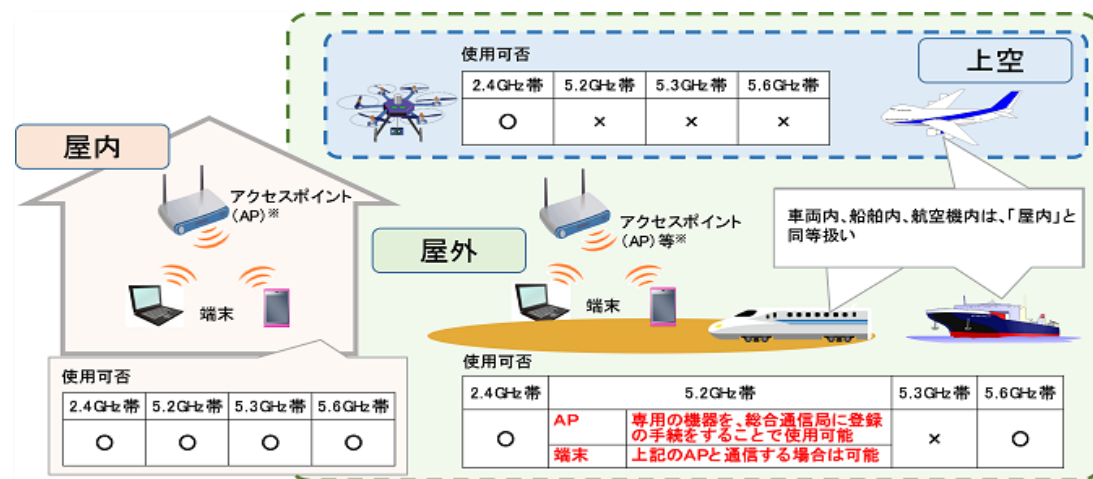 使用可否
上空
2.4GHz帯 5.2GHz帯 5.3GHz帯 5.6GHz帯
○ × × ×
屋内
アクセスポイント
(AP)※
端末
使用可否
2.4GHz帯 5.2GHz帯 5.3GHz帯 5.6GHz帯
○ ○ ○ ○
屋外
アクセスポイント
(AP)等※
端末
車両内、船舶内、航空機内は、「屋内」と
同等扱い
使用可否
2.4GHz帯 5.2GHz帯 5.3GHz帯 5.6GHz帯
○ AP 専用の機器を、総合通信局に登録
の手続をすることで使用可能 × ○
端末 上記のAPと通信する場合は可能